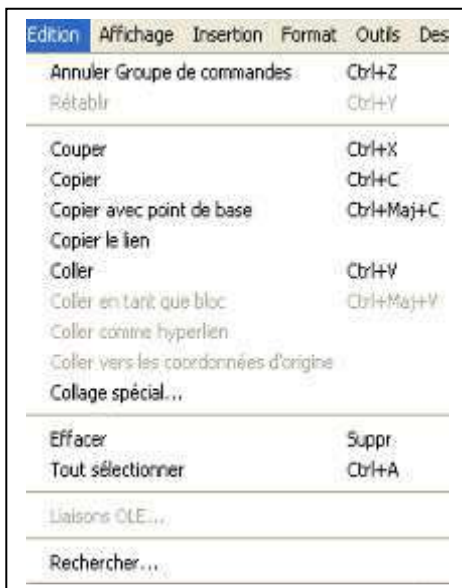 Edition Affichage Insertion Format Outils Des
Annuler Groupe de commandes Ctrl+Z
Rétablir Ctrl+Y
Couper Ctrl+X
Copier Ctrl+C
Copier avec point de base Ctrl+Maj+C
Copier le lien
Coller Ctrl+V
Coller en tant que bloc Ctrl+Maj+V
Coller comme hyperlien
Coller vers les coordonnées d'origine
Collage spécial...
Effacer Suppr
Tout sélectionner Ctrl+A
Liaisons OLE...
Rechercher...